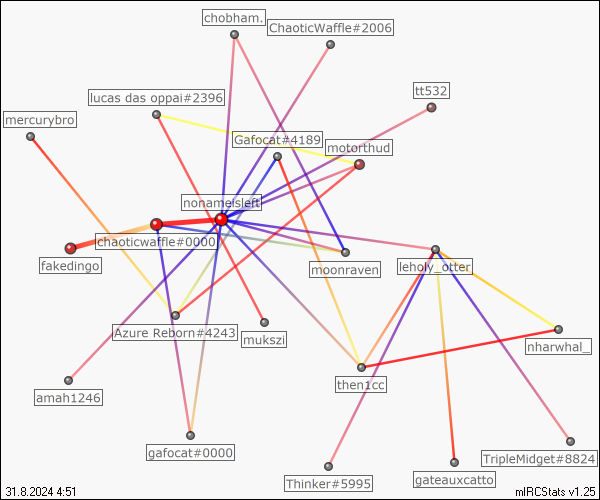 chobham.
ChaoticWaffle#2006
tt532
lucas das oppai#2396
mercurybro
Gafocat#4189
motorthud
nonameisleft
chaoticwaffle#0000
fakedingo
moonraven
leholy_otter
Azure Reborn#4243
mukszi
nharwhal_
then1cc
amah1246
gafocat#0000
TripleMidget#8824
gateauxcatto
Thinker#5995
31.8.2024 4:51
mIRCStats v1.25